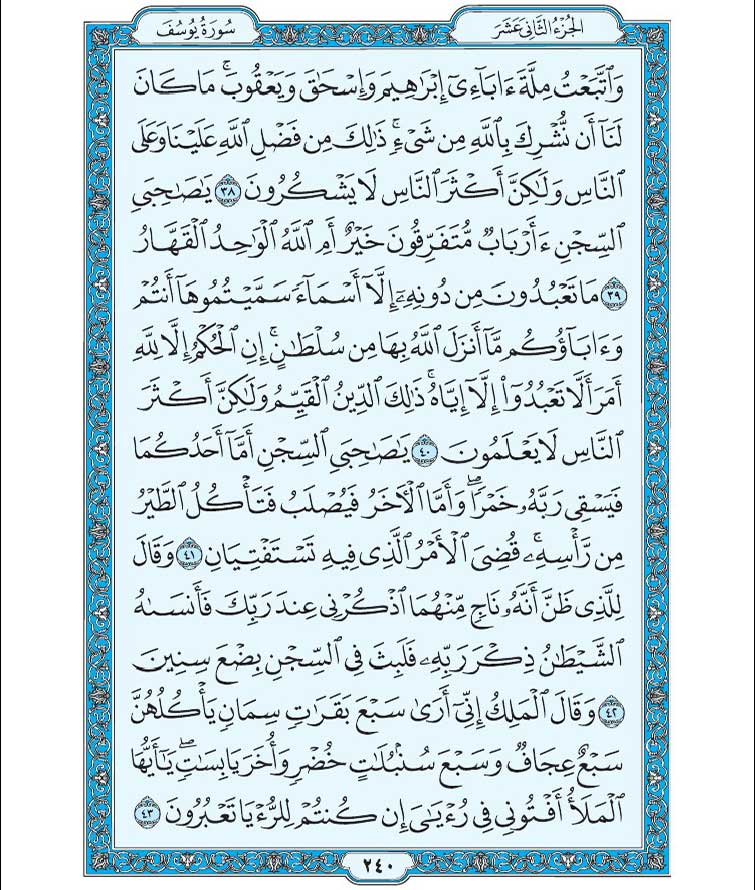 الجُزْءُ الثَّانِي عَشَرَ
سُورَةُ يُوسُفَ
وَٱتَّبَعْتُ مِلَّةَ ءَابَآءِىٓ إِبْرَٰهِيمَ وَإِسْحَٰقَ وَيَعْقُوبَۚ مَا كَانَ
لَنَآ أَن نُّشْرِكَ بِٱللَّهِ مِن شَىْءٍۚ ذَٰلِكَ مِن فَضْلِ ٱللَّهِ عَلَيْنَا وَعَلَى
ٱلنَّاسِ وَلَٰكِنَّ أَكْثَرَ ٱلنَّاسِ لَا يَشْكُرُونَ ٣٨ يَٰصَٰحِبَىِ
ٱلسِّجْنِ ءَأَرْبَابٌ مُّتَفَرِّقُونَ خَيْرٌ أَمِ ٱللَّهُ ٱلْوَٰحِدُ ٱلْقَهَّارُ
٣٩ مَا تَعْبُدُونَ مِن دُونِهِۦٓ إِلَّآ أَسْمَآءً سَمَّيْتُمُوهَآ أَنتُمْ
وَءَابَآؤُكُم مَّآ أَنزَلَ ٱللَّهُ بِهَا مِن سُلْطَٰنٍۚ إِنِ ٱلْحُكْمُ إِلَّا لِلَّهِ
أَمَرَ أَلَّا تَعْبُدُوٓا۟ إِلَّآ إِيَّاهُۚ ذَٰلِكَ ٱلدِّينُ ٱلْقَيِّمُ وَلَٰكِنَّ أَكْثَرَ
ٱلنَّاسِ لَا يَعْلَمُونَ ٤٠ يَٰصَٰحِبَىِ ٱلسِّجْنِ أَمَّآ أَحَدُكُمَا
فَيَسْقِى رَبَّهُۥ خَمْرًاۖ وَأَمَّا ٱلْءَاخَرُ فَيُصْلَبُ فَتَأْكُلُ ٱلطَّيْرُ
مِن رَّأْسِهِۦۚ قُضِىَ ٱلْأَمْرُ ٱلَّذِى فِيهِ تَسْتَفْتِيَانِ ٤١ وَقَالَ
لِلَّذِى ظَنَّ أَنَّهُۥ نَاجٍ مِّنْهُمَا ٱذْكُرْنِى عِندَ رَبِّكَ فَأَنسَىٰهُ
ٱلشَّيْطَٰنُ ذِكْرَ رَبِّهِۦ فَلَبِثَ فِى ٱلسِّجْنِ بِضْعَ سِنِينَ
٤٢ وَقَالَ ٱلْمَلِكُ إِنِّىٓ أَرَىٰ سَبْعَ بَقَرَٰتٍ سِمَانٍ يَأْكُلُهُنَّ
سَبْعٌ عِجَافٌ وَسَبْعَ سُنۢبُلَٰتٍ خُضْرٍ وَأُخَرَ يَابِسَٰتٍۖ يَٰٓأَيُّهَا
ٱلْمَلَأُ أَفْتُونِى فِى رُءْيَٰىَ إِن كُنتُمْ لِلرُّءْيَا تَعْبُرُونَ ٤٣
٢٤٠